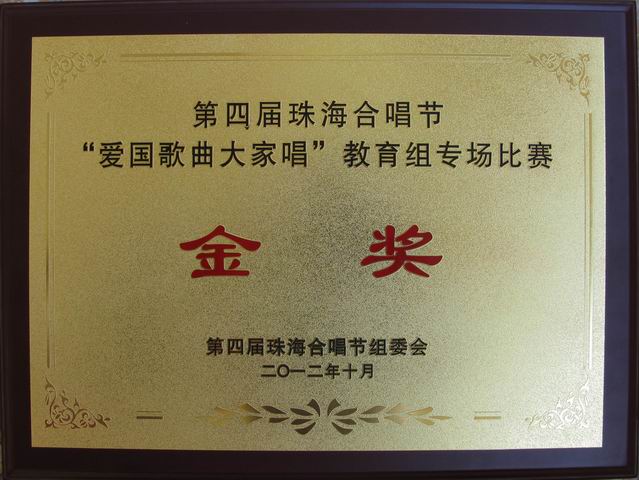 第四届珠海合唱节
“爱国歌曲大家唱”教育组专场比赛
金奖
第四届珠海合唱节组委会
二〇一二年十月